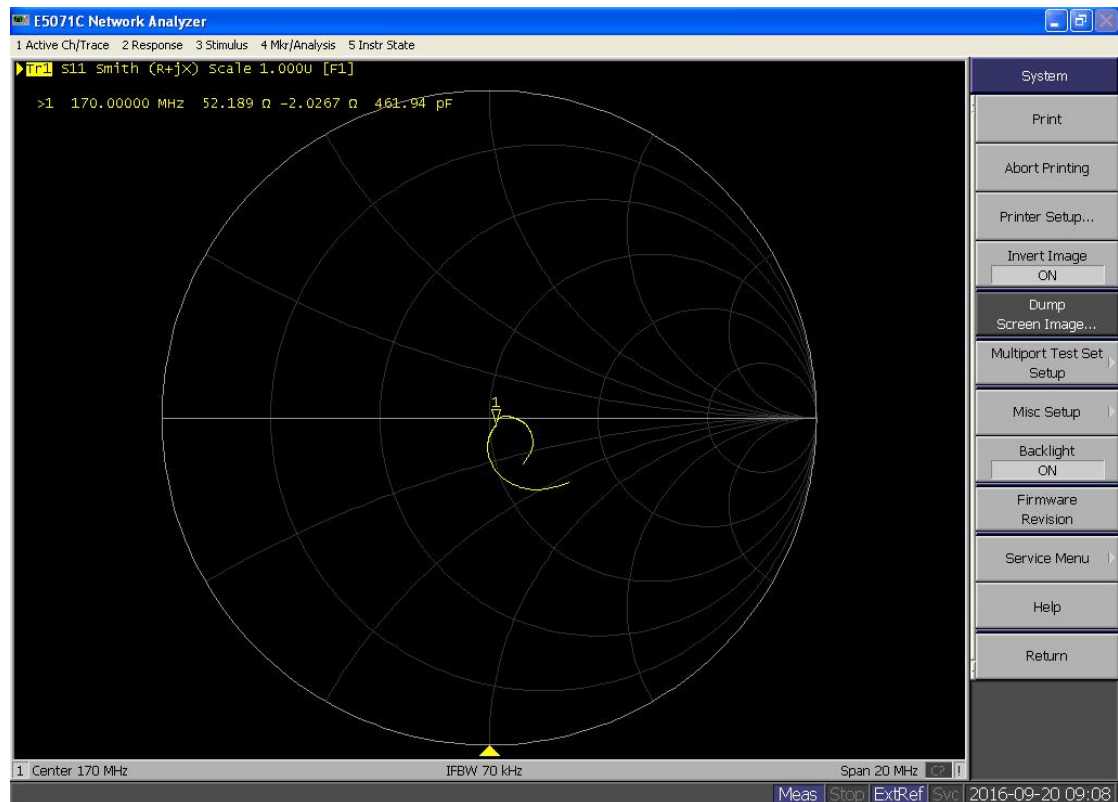 E5071C Network Analyzer
1 Active Ch/Trace 2 Response 3 Stimulus 4 Mkr/Analysis 5 Instr State
Tr1 S11 Smith (R+jX) Scale 1.000U [F1]
>1 170.00000 MHz 52.189 Ω -2.0267 Ω 461.94 pF
1
System
Print
Abort Printing
Printer Setup...
Invert Image
ON
Dump
Screen Image...
Multiport Test Set
Setup
Misc Setup
Backlight
ON
Firmware
Revision
Service Menu
Help
Return
1 Center 170 MHz IFBW 70 kHz Span 20 MHz C? !
Meas Stop ExtRef Svc 2016-09-20 09:08